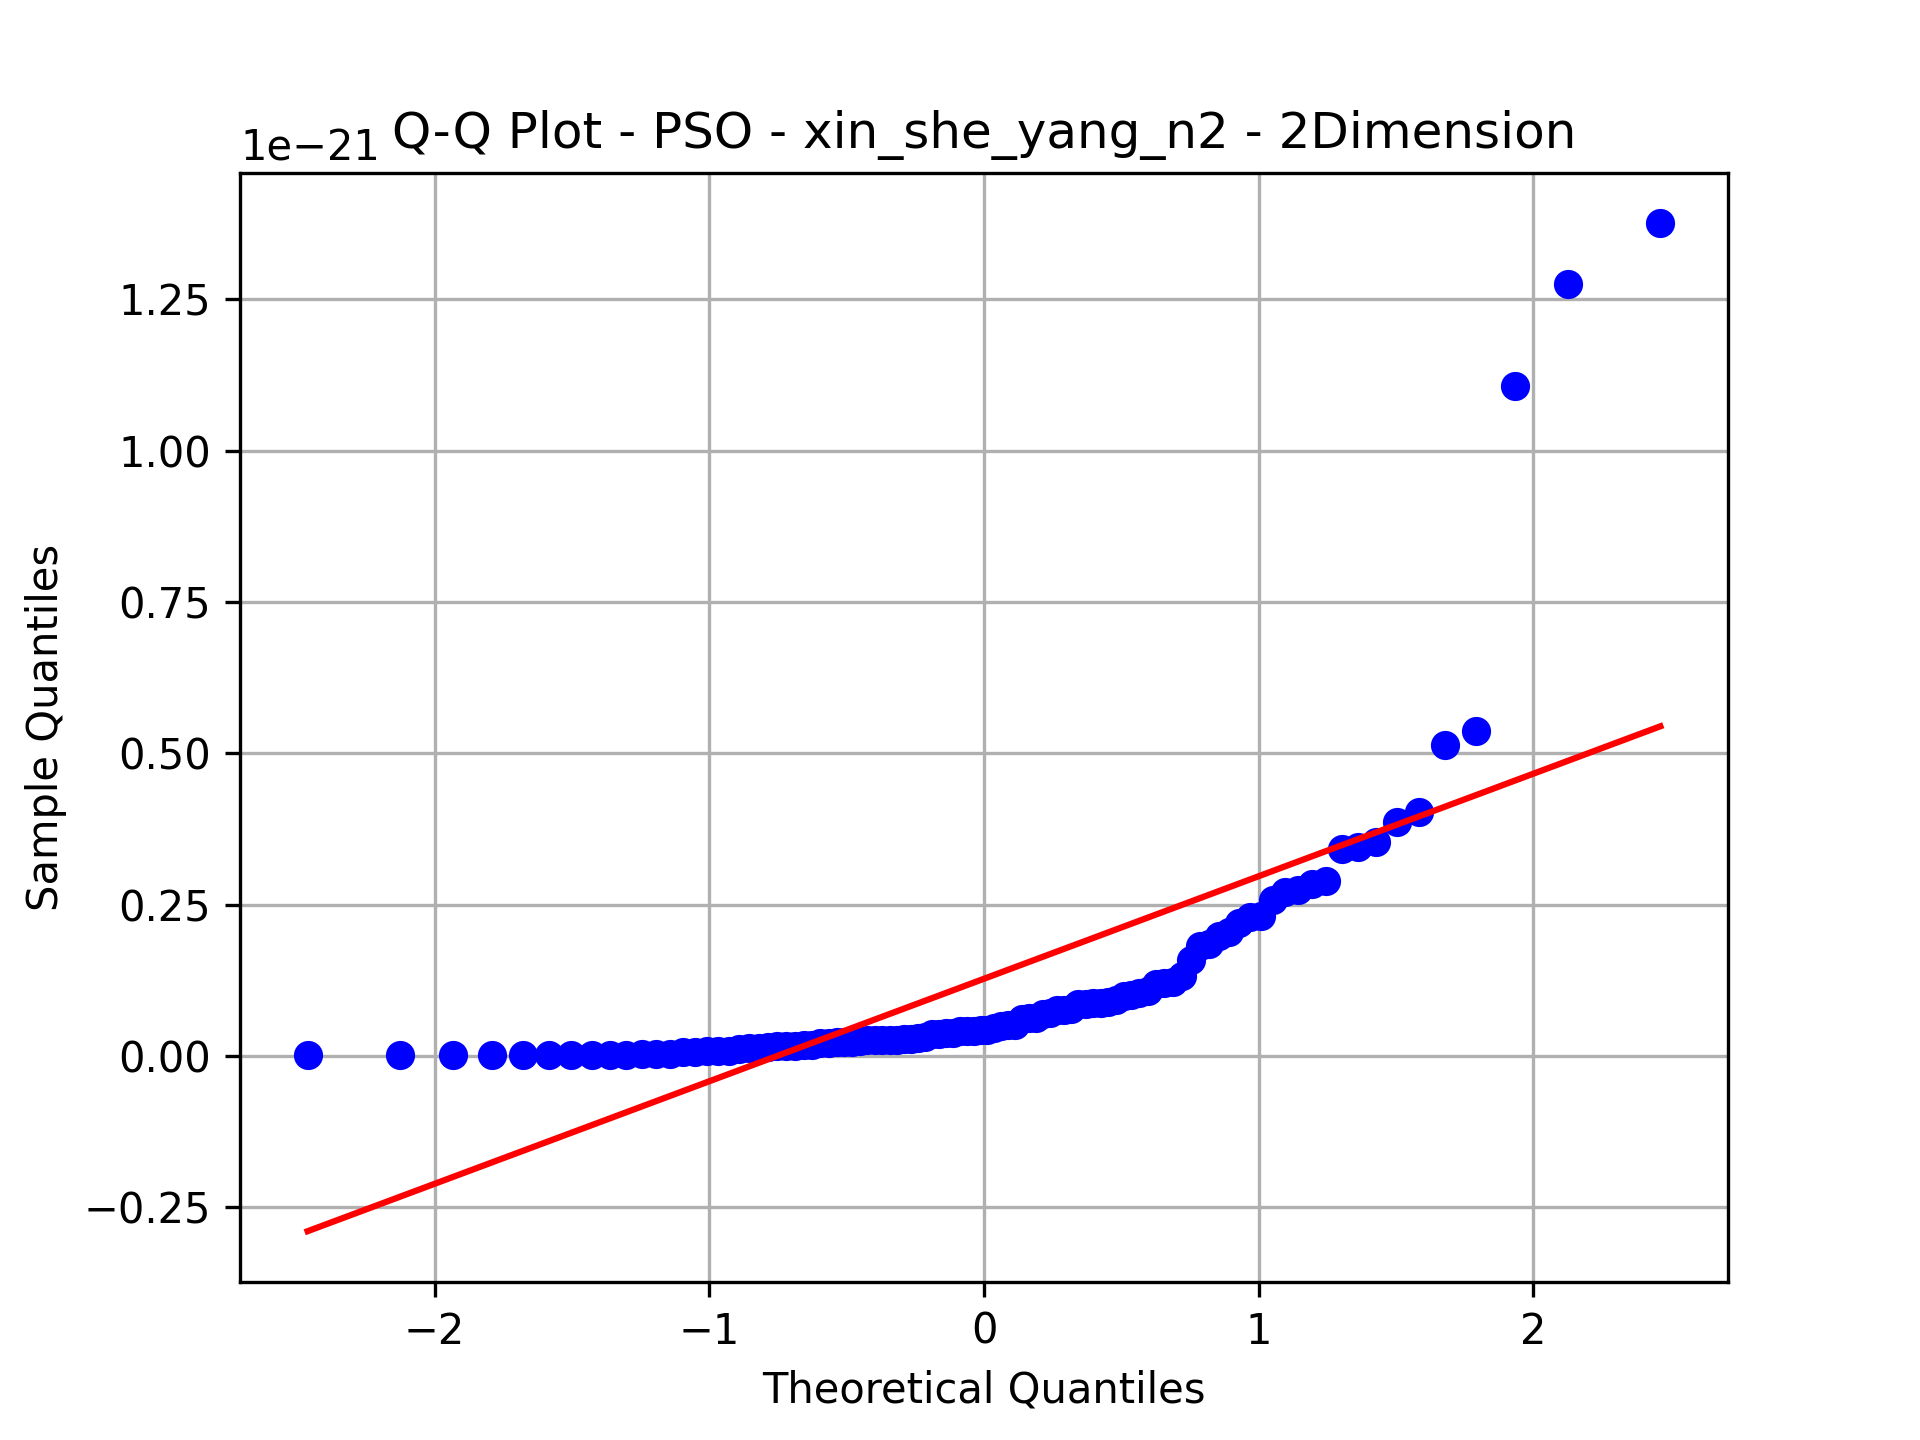 1e−21
Q-Q Plot - PSO - xin_she_yang_n2 - 2Dimension
1.25
1.00
0.75
0.50
0.25
0.00
−0.25
Sample Quantiles
−2 −1 0 1 2
Theoretical Quantiles